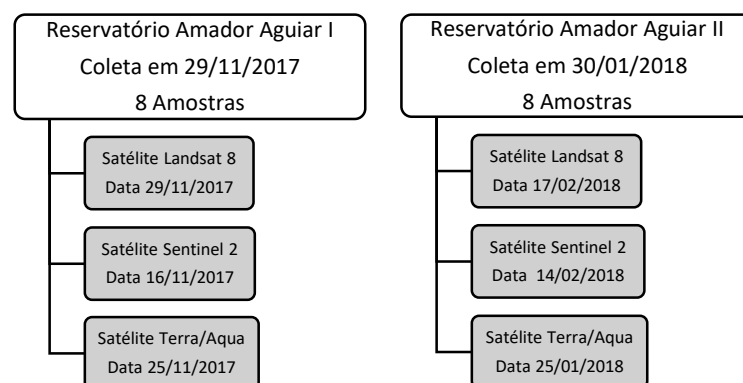 Reservatório Amador Aguiar I
Coleta em 29/11/2017
8 Amostras
Satélite Landsat 8
Data 29/11/2017
Satélite Sentinel 2
Data 16/11/2017
Satélite Terra/Aqua
Data 25/11/2017
Reservatório Amador Aguiar II
Coleta em 30/01/2018
8 Amostras
Satélite Landsat 8
Data 17/02/2018
Satélite Sentinel 2
Data 14/02/2018
Satélite Terra/Aqua
Data 25/01/2018